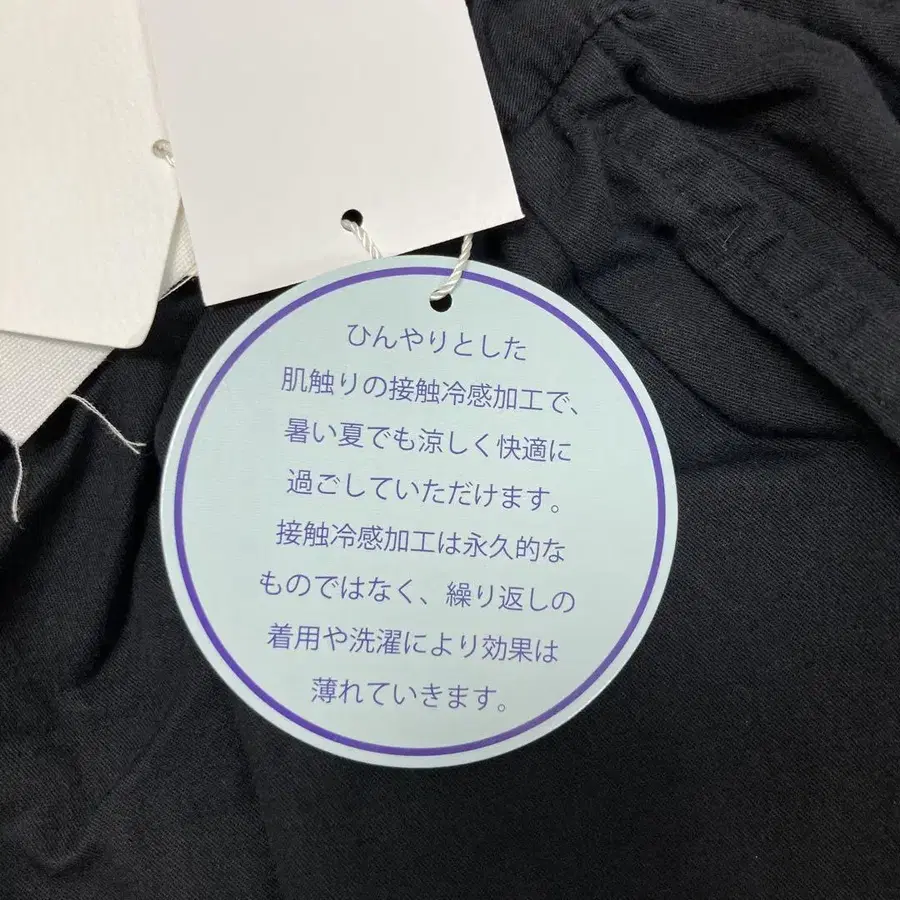 ひんやりとした
肌触りの接触冷感加工で、
暑い夏でも涼しく快適に
過ごしていただけます。
接触冷感加工は永久的な
ものではなく、繰り返しの
着用や洗濯により効果は
薄れていきます。